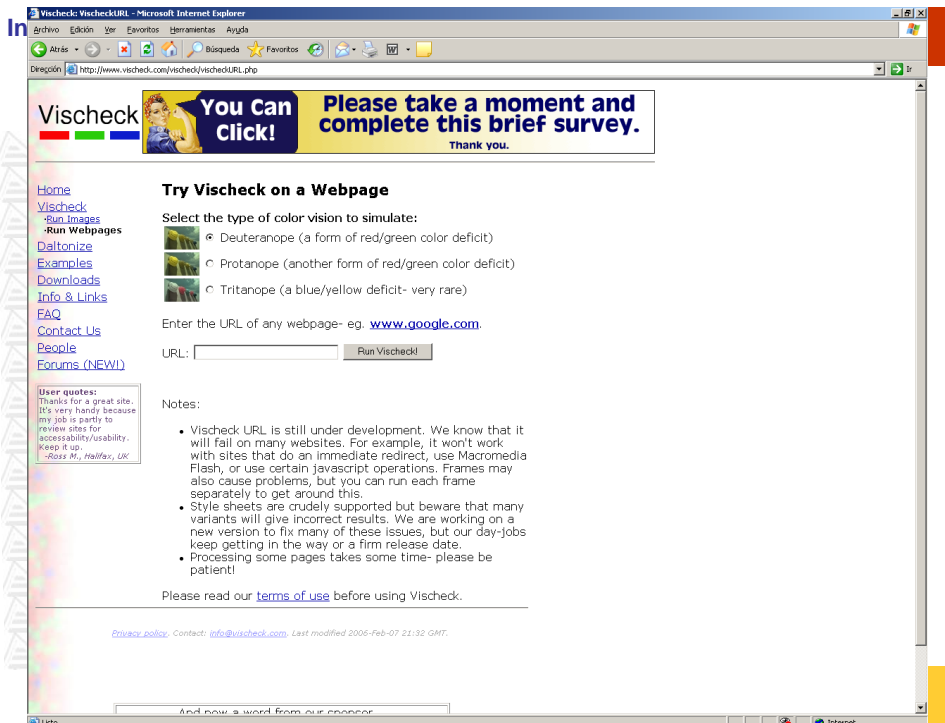 In
Vischeck: VischeckURL - Microsoft Internet Explorer
Archivo Edición Ver Favoritos Herramientas Ayuda
Atrás Búsqueda Favoritos
Dirección http://www.vischeck.com/vischeck/vischeckURL.php Ir
Vischeck
You Can
Click!
Please take a moment and
complete this brief survey.
Thank you.
Home
Vischeck
·Run Images
·Run Webpages
Daltonize
Examples
Downloads
Info & Links
FAQ
Contact Us
People
Forums (NEW!)
User quotes:
Thanks for a great site.
It's very handy because
my job is partly to
review sites for
accessability/usability.
Keep it up.
-Ross M., Halifax, UK
Try Vischeck on a Webpage
Select the type of color vision to simulate:
Deuteranope (a form of red/green color deficit)
Protanope (another form of red/green color deficit)
Tritanope (a blue/yellow deficit- very rare)
Enter the URL of any webpage- eg. www.google.com.
URL: Run Vischeck!
Notes:
• Vischeck URL is still under development. We know that it
will fail on many websites. For example, it won't work
with sites that do an immediate redirect, use Macromedia
Flash, or use certain javascript operations. Frames may
also cause problems, but you can run each frame
separately to get around this.
• Style sheets are crudely supported but beware that many
variants will give incorrect results. We are working on a
new version to fix many of these issues, but our day-jobs
keep getting in the way or a firm release date.
• Processing some pages takes some time- please be
patient!
Please read our terms of use before using Vischeck.
Privacy policy. Contact: info@vischeck.com. Last modified 2006-Feb-07 21:32 GMT.
And now a word from our sponsor
Listo Internet